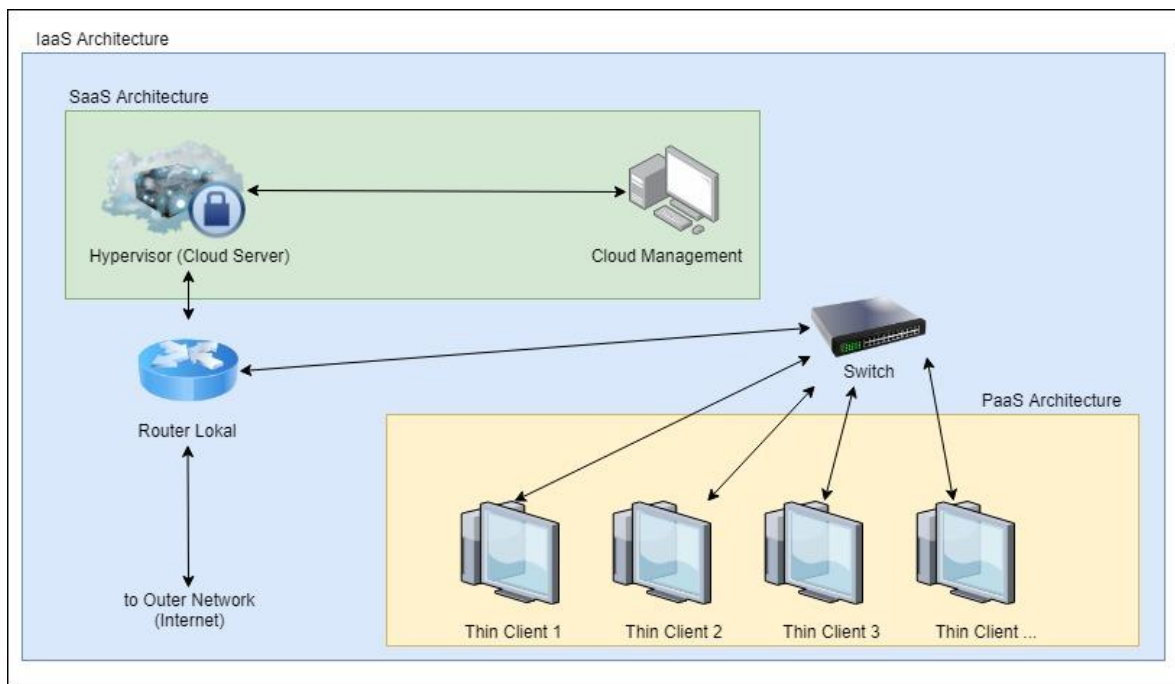 IaaS Architecture
SaaS Architecture
Hypervisor (Cloud Server)
Cloud Management
Switch
PaaS Architecture
Router Lokal
to Outer Network
(Internet)
Thin Client 1
Thin Client 2
Thin Client 3
Thin Client ...